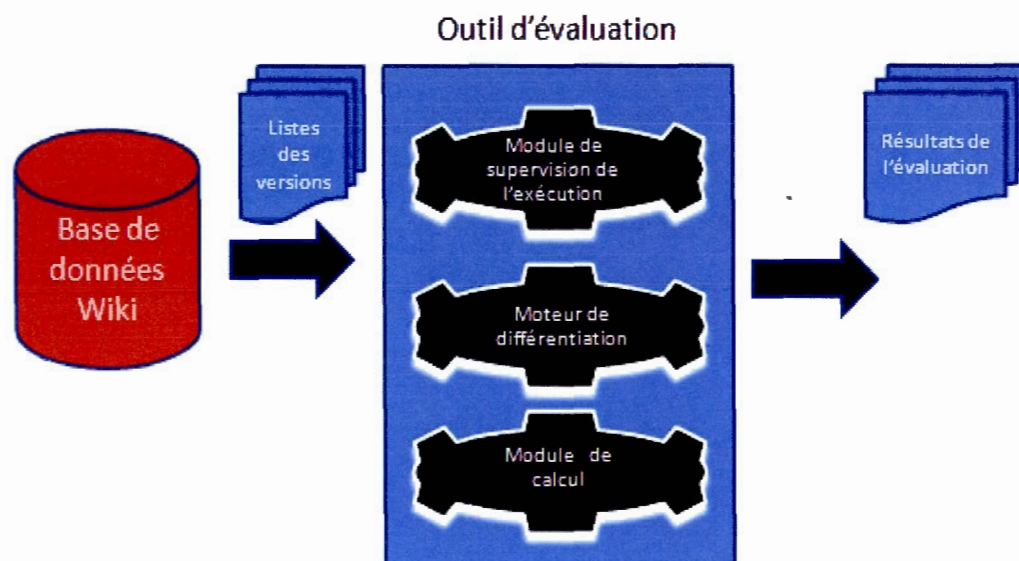 Outil d'évaluation
Listes
des
versions
Base de
données
Wiki
Module de
supervision de
l'exécution
Moteur de
différentiation
Module de
calcul
Résultats de
l'évaluation